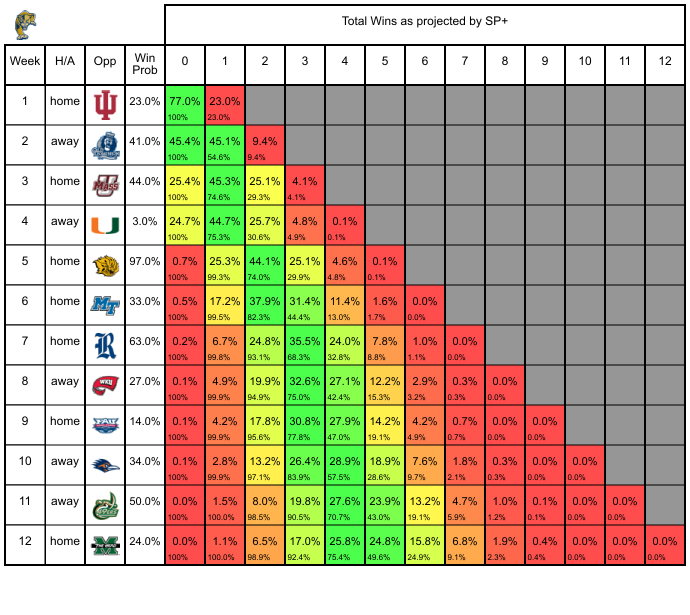 Total Wins as projected by SP+
Week H/A Opp Win Prob 0 1 2 3 4 5 6 7 8 9 10 11 12
1 home 23.0% 77.0% 23.0%
100% 23.0%
2 away 41.0% 45.4% 45.1% 9.4%
100% 54.6% 9.4%
3 home 44.0% 25.4% 45.3% 25.1% 4.1%
100% 74.6% 29.3% 4.1%
4 away 3.0% 24.7% 44.7% 25.7% 4.8% 0.1%
100% 75.3% 30.6% 4.9% 0.1%
5 home 97.0% 0.7% 25.3% 44.1% 25.1% 4.6% 0.1%
100% 99.3% 74.0% 29.9% 4.8% 0.1%
6 home 33.0% 0.5% 17.2% 37.9% 31.4% 11.4% 1.6% 0.0%
100% 99.5% 82.3% 44.4% 13.0% 1.7% 0.0%
7 home 63.0% 0.2% 6.7% 24.8% 35.5% 24.0% 7.8% 1.0% 0.0%
100% 99.8% 93.1% 68.3% 32.8% 8.8% 1.1% 0.0%
8 away 27.0% 0.1% 4.9% 19.9% 32.6% 27.1% 12.2% 2.9% 0.3% 0.0%
100% 99.9% 94.9% 75.0% 42.4% 15.3% 3.2% 0.3% 0.0%
9 home 14.0% 0.1% 4.2% 17.8% 30.8% 27.9% 14.2% 4.2% 0.7% 0.0% 0.0%
100% 99.9% 95.6% 77.8% 47.0% 19.1% 4.9% 0.7% 0.0% 0.0%
10 away 34.0% 0.1% 2.8% 13.2% 26.4% 28.9% 18.9% 7.6% 1.8% 0.3% 0.0% 0.0%
100% 99.9% 97.1% 83.9% 57.5% 28.6% 9.7% 2.1% 0.3% 0.0% 0.0%
11 away 50.0% 0.0% 1.5% 8.0% 19.8% 27.6% 23.9% 13.2% 4.7% 1.2% 0.1% 0.0% 0.0%
100% 100.0% 98.5% 90.5% 70.7% 43.0% 19.1% 5.9% 1.2% 0.1% 0.0% 0.0%
12 home 24.0% 0.0% 1.1% 6.5% 17.0% 25.8% 24.8% 15.8% 6.8% 1.9% 0.4% 0.0% 0.0% 0.0%
100% 100.0% 98.9% 92.4% 75.4% 49.6% 24.9% 9.1% 2.3% 0.4% 0.0% 0.0% 0.0%